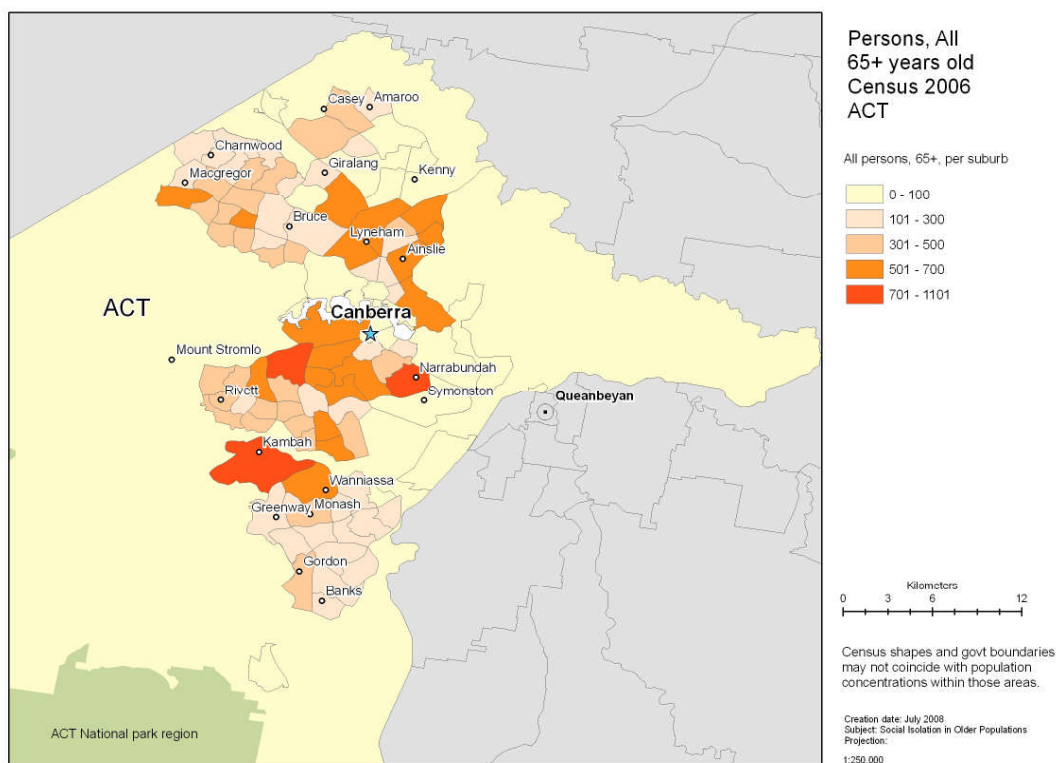 Persons, All
65+ years old
Census 2006
ACT
All persons, 65+, per suburb
0 - 100
101 - 300
301 - 500
501 - 700
701 - 1101
Casey
Amaroo
Charnwood
Giralang
Kenny
Macgregor
Bruce
Lyneham
Ainslie
ACT
Canberra
Mount Stromlo
Narrabundah
Rivett
Symonston
Queanbeyan
Kambah
Wanniassa
Greenway
Monash
Gordon
Banks
ACT National park region
Kilometers
0 3 6 12
Census shapes and govt boundaries
may not coincide with population
concentrations within those areas.
Creation date: July 2008
Subject: Social Isolation in Older Populations
Projection:
1:250,000